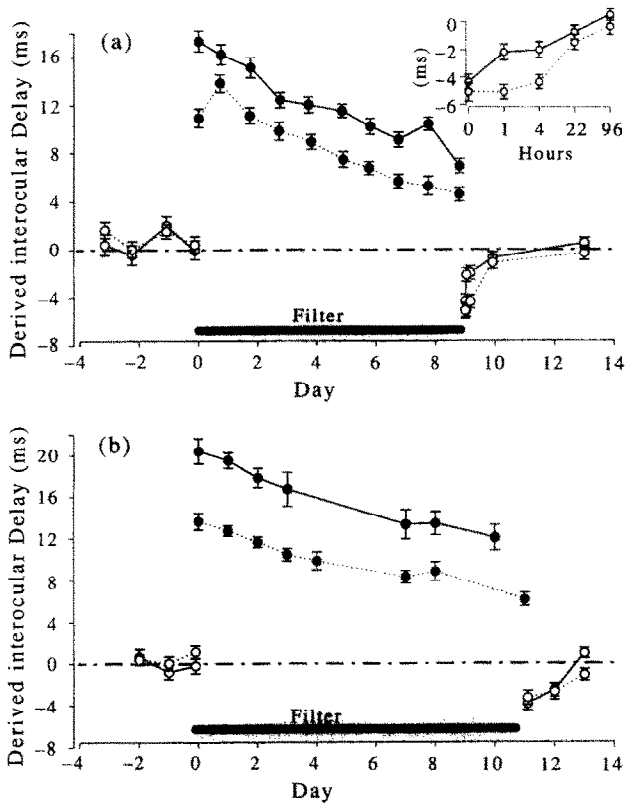 (a)
Derived interocular Delay (ms)
16
12
8
4
0
−4
−8
Filter
−4 −2 0 2 4 6 8 10 12 14
Day
(ms)
0
−2
−4
−6
0 1 4 22 96
Hours
(b)
Derived interocular Delay (ms)
20
16
12
8
4
0
−4
−8
Filter
−4 −2 0 2 4 6 8 10 12 14
Day